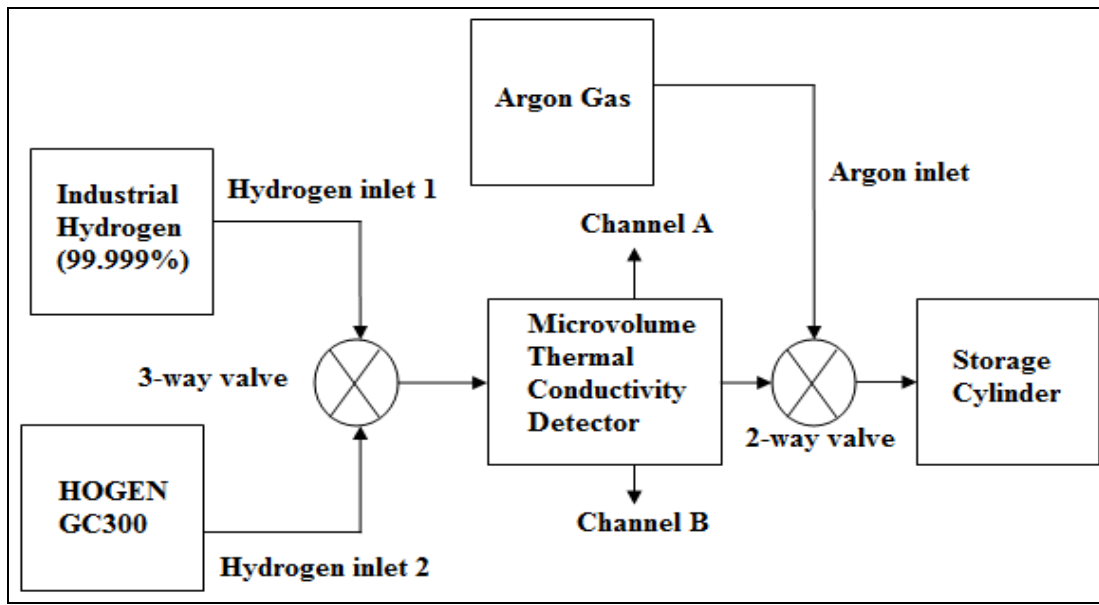 Argon Gas
Industrial
Hydrogen
(99.999%)
Hydrogen inlet 1
Argon inlet
Channel A
3-way valve
Microvolume
Thermal
Conductivity
Detector
Storage
Cylinder
2-way valve
HOGEN
GC300
Channel B
Hydrogen inlet 2